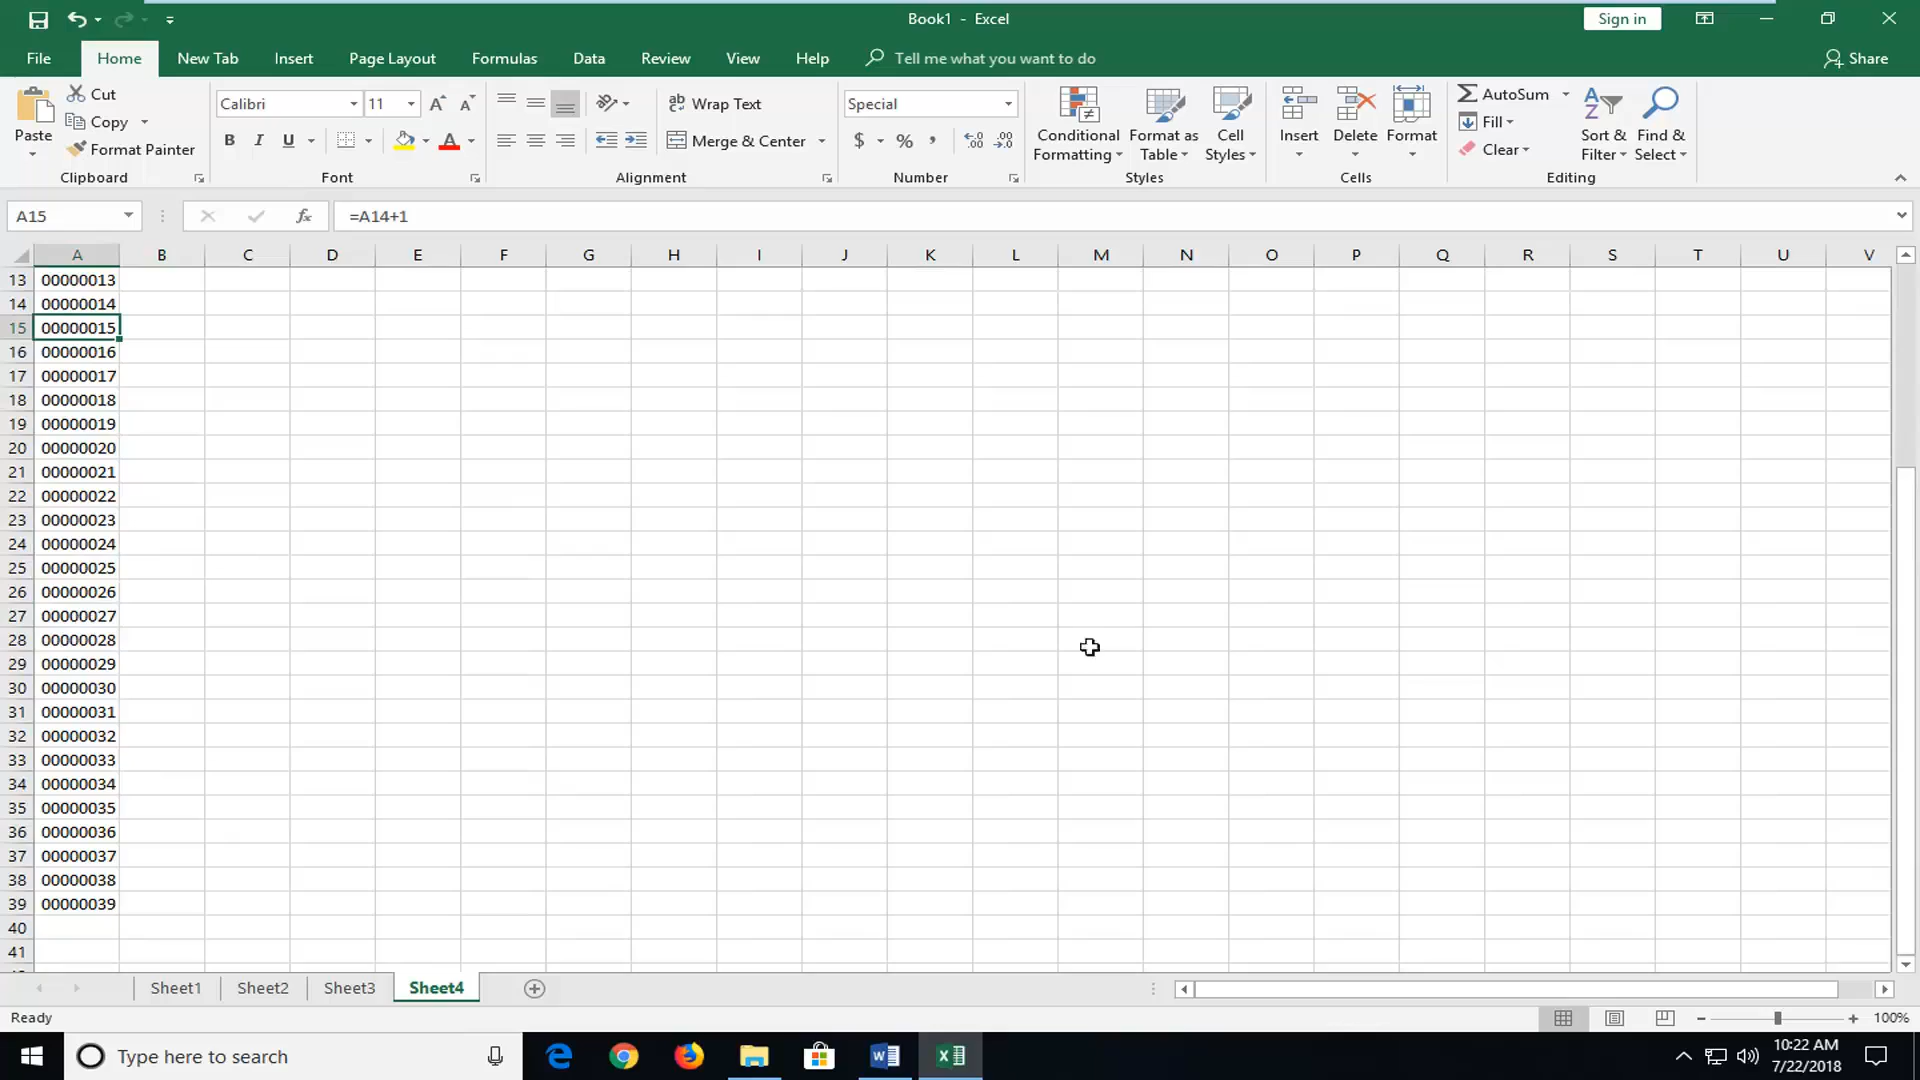 Book1 - Excel
Sign in
File Home New Tab Insert Page Layout Formulas Data Review View Help Tell me what you want to do Share
Paste
Cut
Copy
Format Painter
Clipboard
Calibri 11
B I U A
Font
Wrap Text
Merge & Center
Alignment
Special
$ % ,
Number
Conditional Formatting
Format as Table
Cell Styles
Styles
Insert
Delete
Format
Cells
AutoSum
Fill
Clear
Sort & Filter
Find & Select
Editing
A15 fx =A14+1
A B C D E F G H I J K L M N O P Q R S T U V
13 00000013
14 00000014
15 00000015
16 00000016
17 00000017
18 00000018
19 00000019
20 00000020
21 00000021
22 00000022
23 00000023
24 00000024
25 00000025
26 00000026
27 00000027
28 00000028
29 00000029
30 00000030
31 00000031
32 00000032
33 00000033
34 00000034
35 00000035
36 00000036
37 00000037
38 00000038
39 00000039
40
41
Sheet1 Sheet2 Sheet3 Sheet4
Ready
100%
Type here to search
10:22 AM
7/22/2018